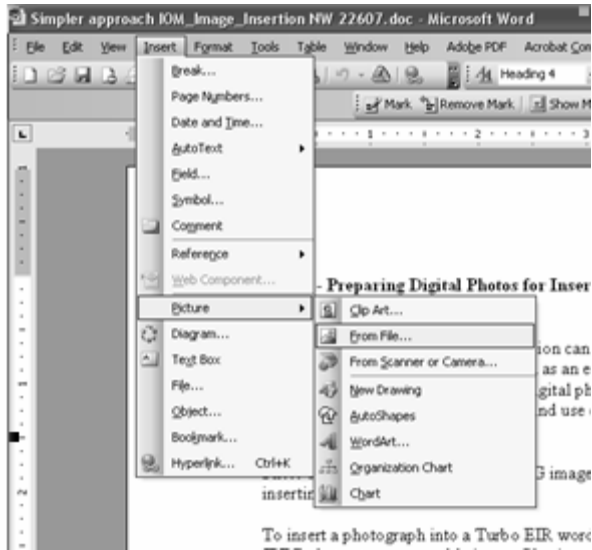 Simpler approach IOM_Image_Insertion NW 22607.doc - Microsoft Word
File Edit View Insert Format Tools Table Window Help Adobe PDF Acrobat
Heading 4
Mark Remove Mark Show
Break...
Page Numbers...
Date and Time...
AutoText
Field...
Symbol...
Comment
Reference
Web Component...
Picture
Diagram...
Text Box
File...
Object...
Bookmark...
Hyperlink... Ctrl+K
Clip Art...
From File...
From Scanner or Camera...
New Drawing
AutoShapes
WordArt...
Organization Chart
Chart
1 2 3
- Preparing Digital Photos for Inser
ion can
as an e
gital ph
nd use
G image
insertin
To insert a photograph into a Turbo EIR word